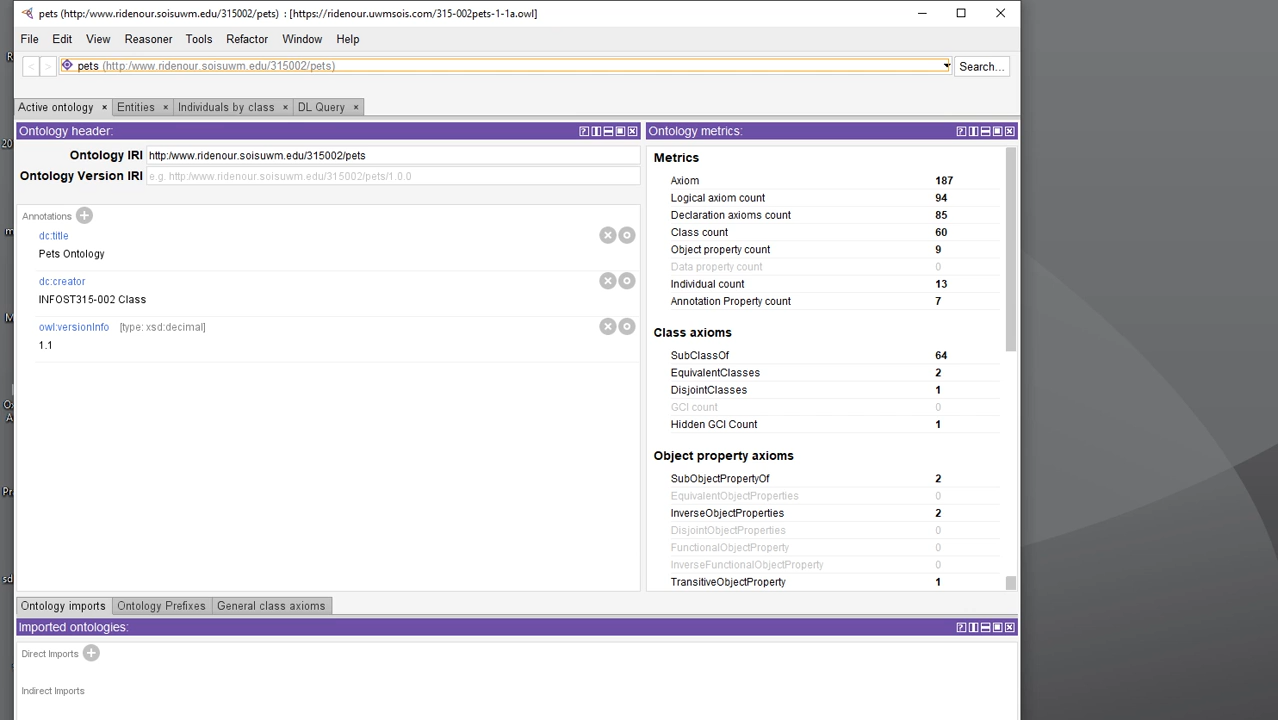 pets (http:/www.ridenour.soisuwm.edu/315002/pets) : [https://ridenour.uwmsois.com/315-002pets-1-1a.owl]
File Edit View Reasoner Tools Refactor Window Help
< > pets (http:/www.ridenour.soisuwm.edu/315002/pets) Search...
Active ontology × Entities × Individuals by class × DL Query ×
Ontology header:
Ontology IRI http:/www.ridenour.soisuwm.edu/315002/pets
Ontology Version IRI e.g. http:/www.ridenour.soisuwm.edu/315002/pets/1.0.0
Annotations
dc:title
Pets Ontology
dc:creator
INFOST315-002 Class
owl:versionInfo [type: xsd:decimal]
1.1
Ontology metrics:
Metrics
Axiom 187
Logical axiom count 94
Declaration axioms count 85
Class count 60
Object property count 9
Data property count 0
Individual count 13
Annotation Property count 7
Class axioms
SubClassOf 64
EquivalentClasses 2
DisjointClasses 1
GCI count 0
Hidden GCI Count 1
Object property axioms
SubObjectPropertyOf 2
EquivalentObjectProperties 0
InverseObjectProperties 2
DisjointObjectProperties 0
FunctionalObjectProperty 0
InverseFunctionalObjectProperty 0
TransitiveObjectProperty 1
Ontology imports Ontology Prefixes General class axioms
Imported ontologies:
Direct Imports
Indirect Imports